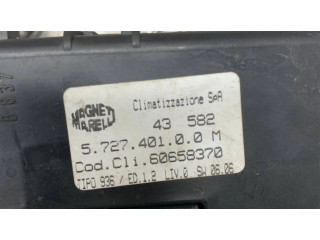 MAGNETI
MARELLI
Climatizzazione SpA
43 582
5.727.401.0.0 M
Cod.Cli.60658370
TIPO 936 / ED.1.2 LIV.0 SW 06.06